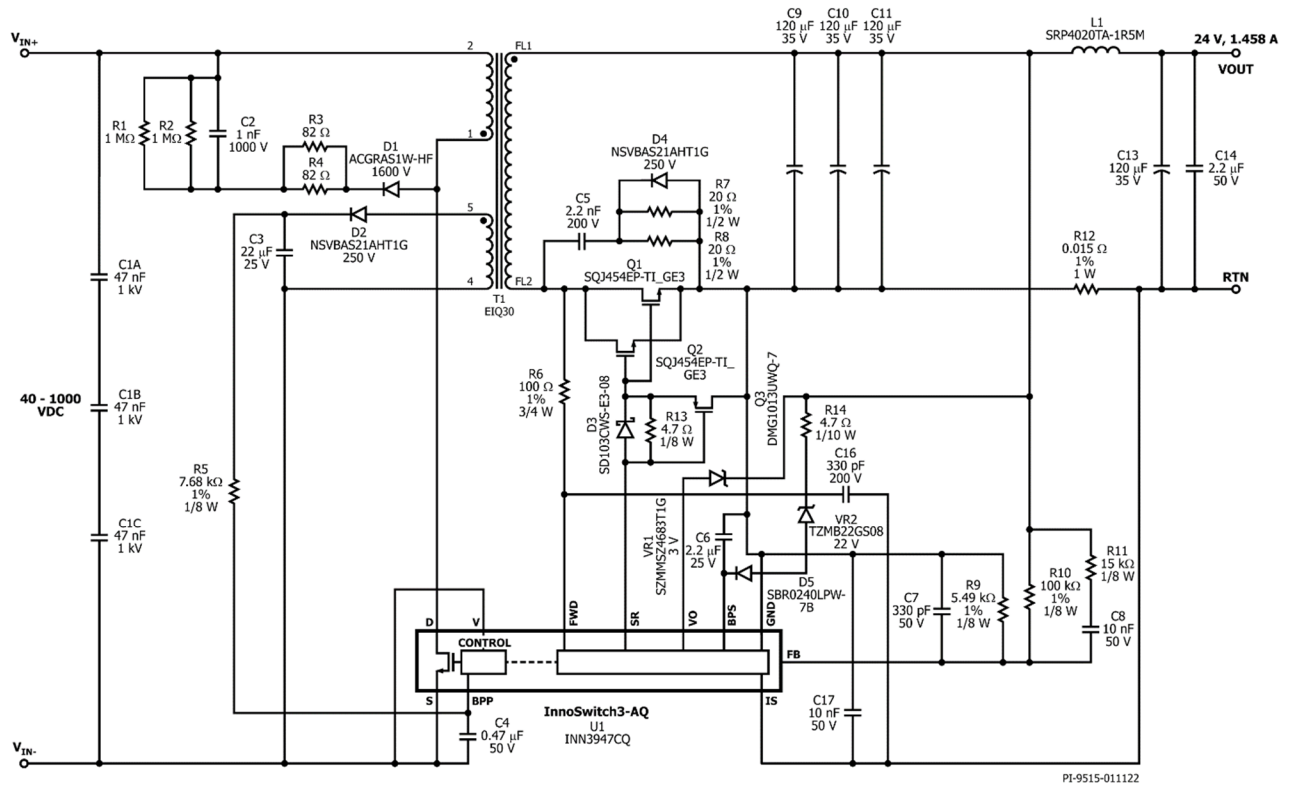 C9
120 µF
35 V
C10
120 µF
35 V
C11
120 µF
35 V
L1
SRP4020TA-1R5M
VIN+
2
FL1
24 V, 1.458 A
VOUT
R1
1 MΩ
R2
1 MΩ
C2
1 nF
1000 V
R3
82 Ω
R4
82 Ω
D1
ACGRAS1W-HF
1600 V
1
D4
NSVBAS21AHT1G
250 V
C13
120 µF
35 V
C14
2.2 µF
50 V
C5
2.2 nF
200 V
R7
20 Ω
1%
1/2 W
R8
20 Ω
1%
1/2 W
5
D2
NSVBAS21AHT1G
250 V
C3
22 µF
25 V
R12
0.015 Ω
1%
1 W
C1A
47 nF
1 kV
Q1
SQJ454EP-TI_GE3
4
FL2
RTN
T1
EIQ30
Q2
SQJ454EP-TI_
GE3
R6
100 Ω
1%
3/4 W
40 - 1000
VDC
C1B
47 nF
1 kV
D3
SD103CWS-E3-08
R13
4.7 Ω
1/8 W
Q3
DMG1013UWQ-7
R14
4.7 Ω
1/10 W
C16
330 pF
200 V
R5
7.68 kΩ
1%
1/8 W
C1C
47 nF
1 kV
VR1
SZMMSZ4683T1G
3 V
C6
2.2 µF
25 V
VR2
TZMB22GS08
22 V
D5
SBR0240LPW-
7B
C7
330 pF
50 V
R9
5.49 kΩ
1%
1/8 W
R10
100 kΩ
1%
1/8 W
R11
15 kΩ
1/8 W
C8
10 nF
50 V
D
V
FWD
SR
VO
BPS
GND
CONTROL
FB
S
BPP
IS
InnoSwitch3-AQ
U1
INN3947CQ
C4
0.47 µF
50 V
C17
10 nF
50 V
VIN-
PI-9515-011122